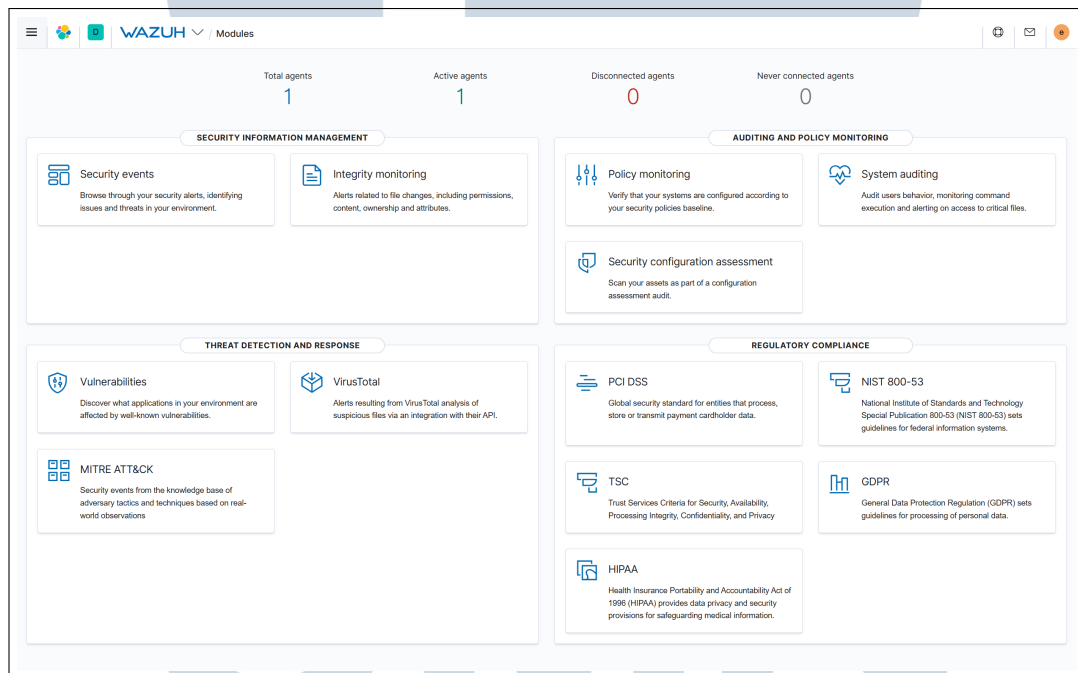 D WAZUH / Modules e
Total agents Active agents Disconnected agents Never connected agents
1 1 0 0
SECURITY INFORMATION MANAGEMENT
Security events
Browse through your security alerts, identifying
issues and threats in your environment.
Integrity monitoring
Alerts related to file changes, including permissions,
content, ownership and attributes.
AUDITING AND POLICY MONITORING
Policy monitoring
Verify that your systems are configured according to
your security policies baseline.
System auditing
Audit users behavior, monitoring command
execution and alerting on access to critical files.
Security configuration assessment
Scan your assets as part of a configuration
assessment audit.
THREAT DETECTION AND RESPONSE
Vulnerabilities
Discover what applications in your environment are
affected by well-known vulnerabilities.
VirusTotal
Alerts resulting from VirusTotal analysis of
suspicious files via an integration with their API.
MITRE ATT&CK
Security events from the knowledge base of
adversary tactics and techniques based on real-
world observations
REGULATORY COMPLIANCE
PCI DSS
Global security standard for entities that process,
store or transmit payment cardholder data.
NIST 800-53
National Institute of Standards and Technology
Special Publication 800-53 (NIST 800-53) sets
guidelines for federal information systems.
TSC
Trust Services Criteria for Security, Availability,
Processing Integrity, Confidentiality, and Privacy
GDPR
General Data Protection Regulation (GDPR) sets
guidelines for processing of personal data.
HIPAA
Health Insurance Portability and Accountability Act of
1996 (HIPAA) provides data privacy and security
provisions for safeguarding medical information.